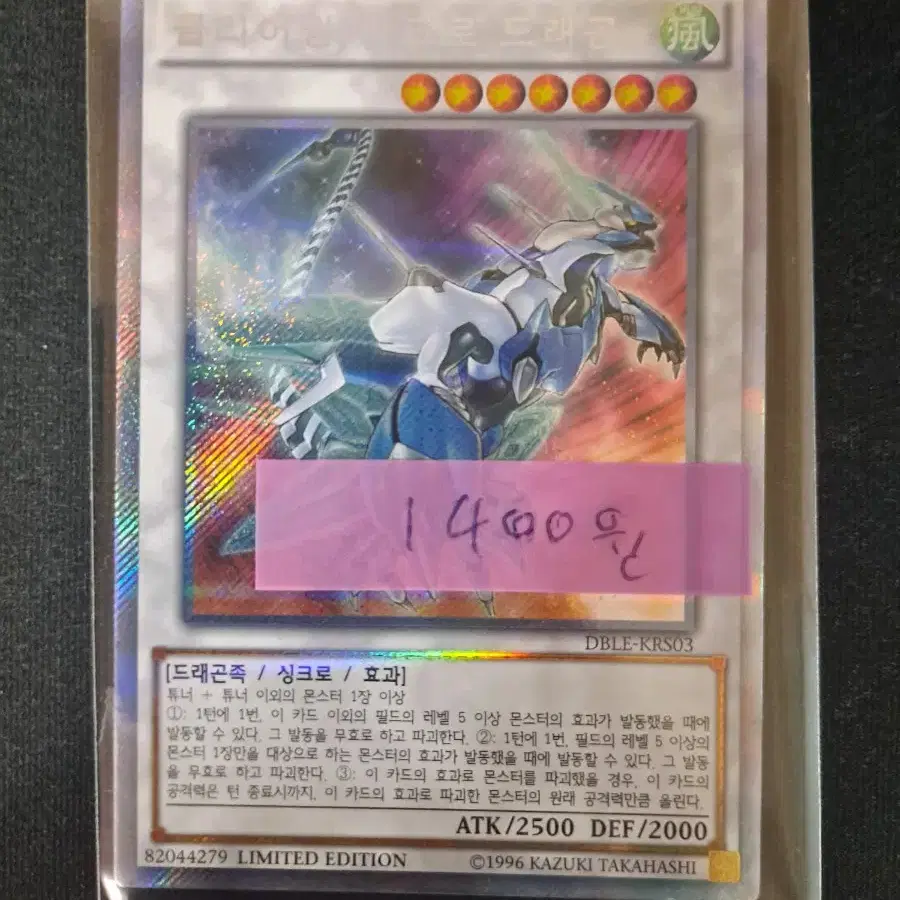 클리어윙 싱크로 드래곤
風
1400원
DBLE-KRS03
[드래곤족 / 싱크로 / 효과]
튜너 + 튜너 이외의 몬스터 1장 이상
①: 1턴에 1번, 이 카드 이외의 필드의 레벨 5 이상 몬스터의 효과가 발동했을 때에
발동할 수 있다. 그 발동을 무효로 하고 파괴한다. ②: 1턴에 1번, 필드의 레벨 5 이상의
몬스터 1장만을 대상으로 하는 몬스터의 효과가 발동했을 때에 발동할 수 있다. 그 발동
을 무효로 하고 파괴한다. ③: 이 카드의 효과로 몬스터를 파괴했을 경우, 이 카드의
공격력은 턴 종료시까지, 이 카드의 효과로 파괴한 몬스터의 원래 공격력만큼 올린다.
ATK/2500 DEF/2000
82044279 LIMITED EDITION
©1996 KAZUKI TAKAHASHI